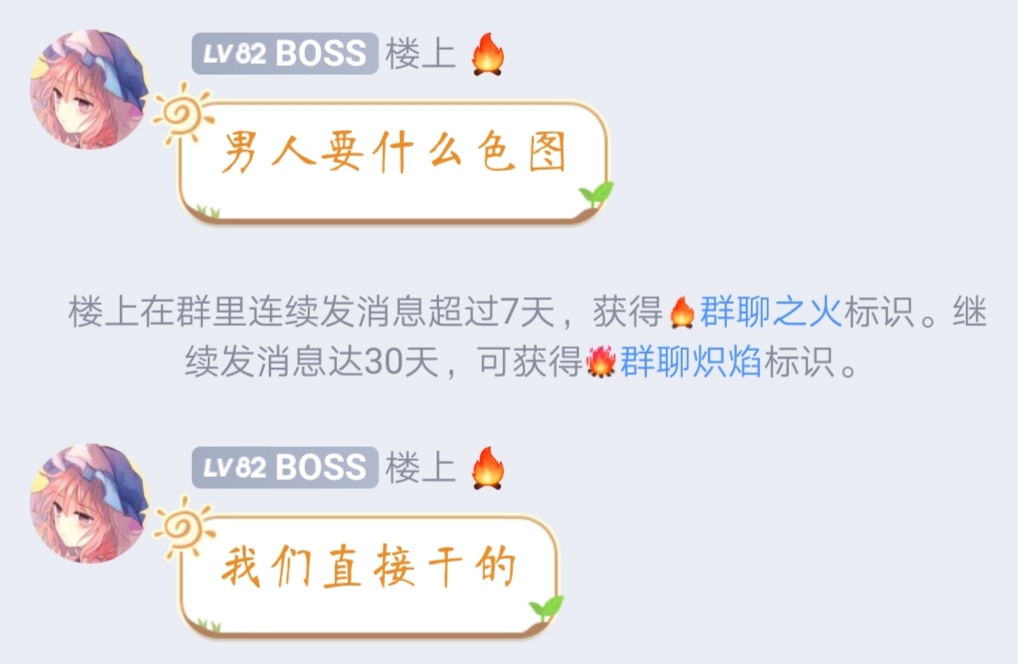 LV82 BOSS 楼上 🔥
男人要什么色图
楼上在群里连续发消息超过7天，获得🔥群聊之火标识。继
续发消息达30天，可获得🔥群聊炽焰标识。
LV82 BOSS 楼上 🔥
我们直接干的